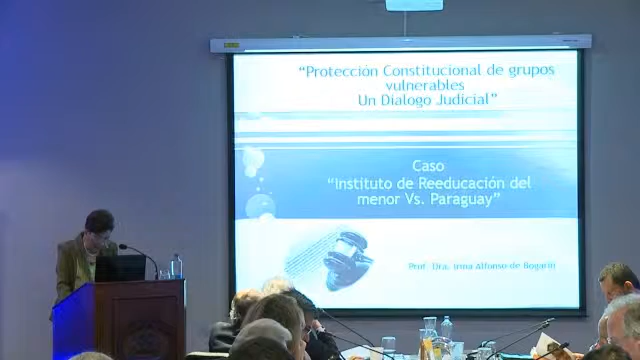 “Protección Constitucional de grupos
vulnerables
Un Dialogo Judicial”
Caso
“Instituto de Reeducación del
menor Vs. Paraguay”
Prof. Dra. Irma Alfonso de Bogarín